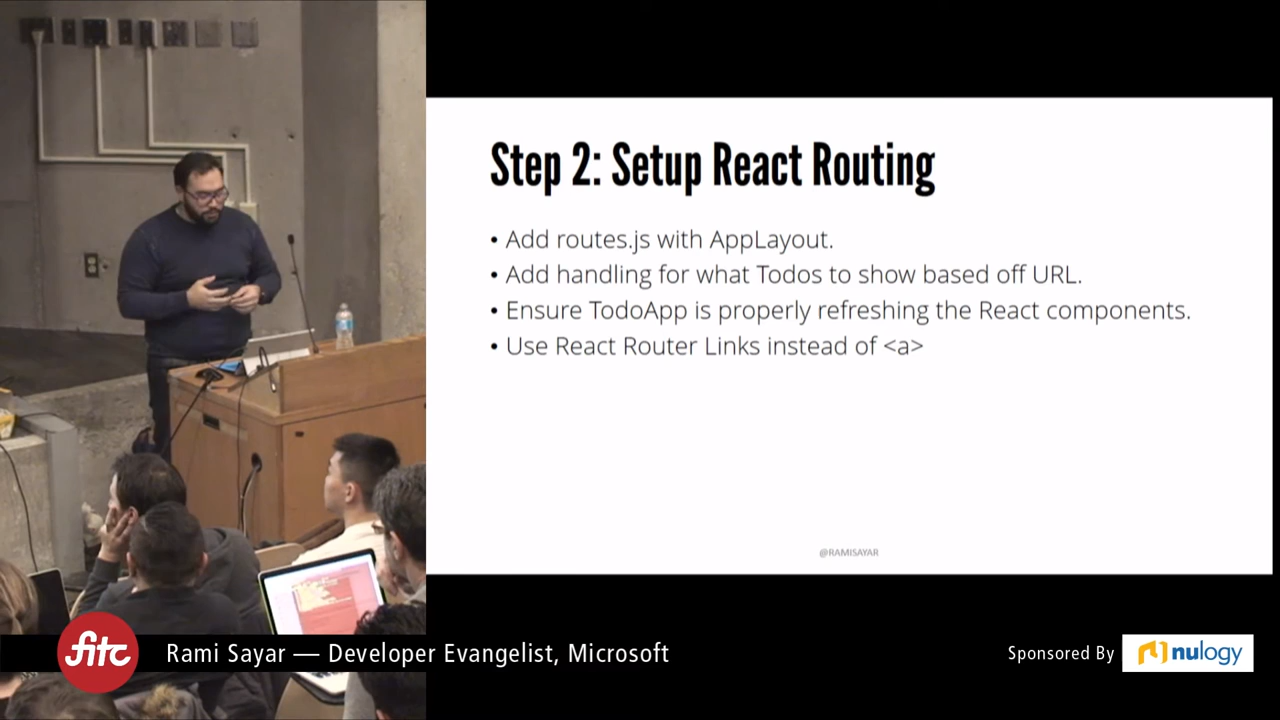 Step 2: Setup React Routing
• Add routes.js with AppLayout.
• Add handling for what Todos to show based off URL.
• Ensure TodoApp is properly refreshing the React components.
• Use React Router Links instead of <a>
@RAMISAYAR
fitc
Rami Sayar — Developer Evangelist, Microsoft
Sponsored By
nulogy